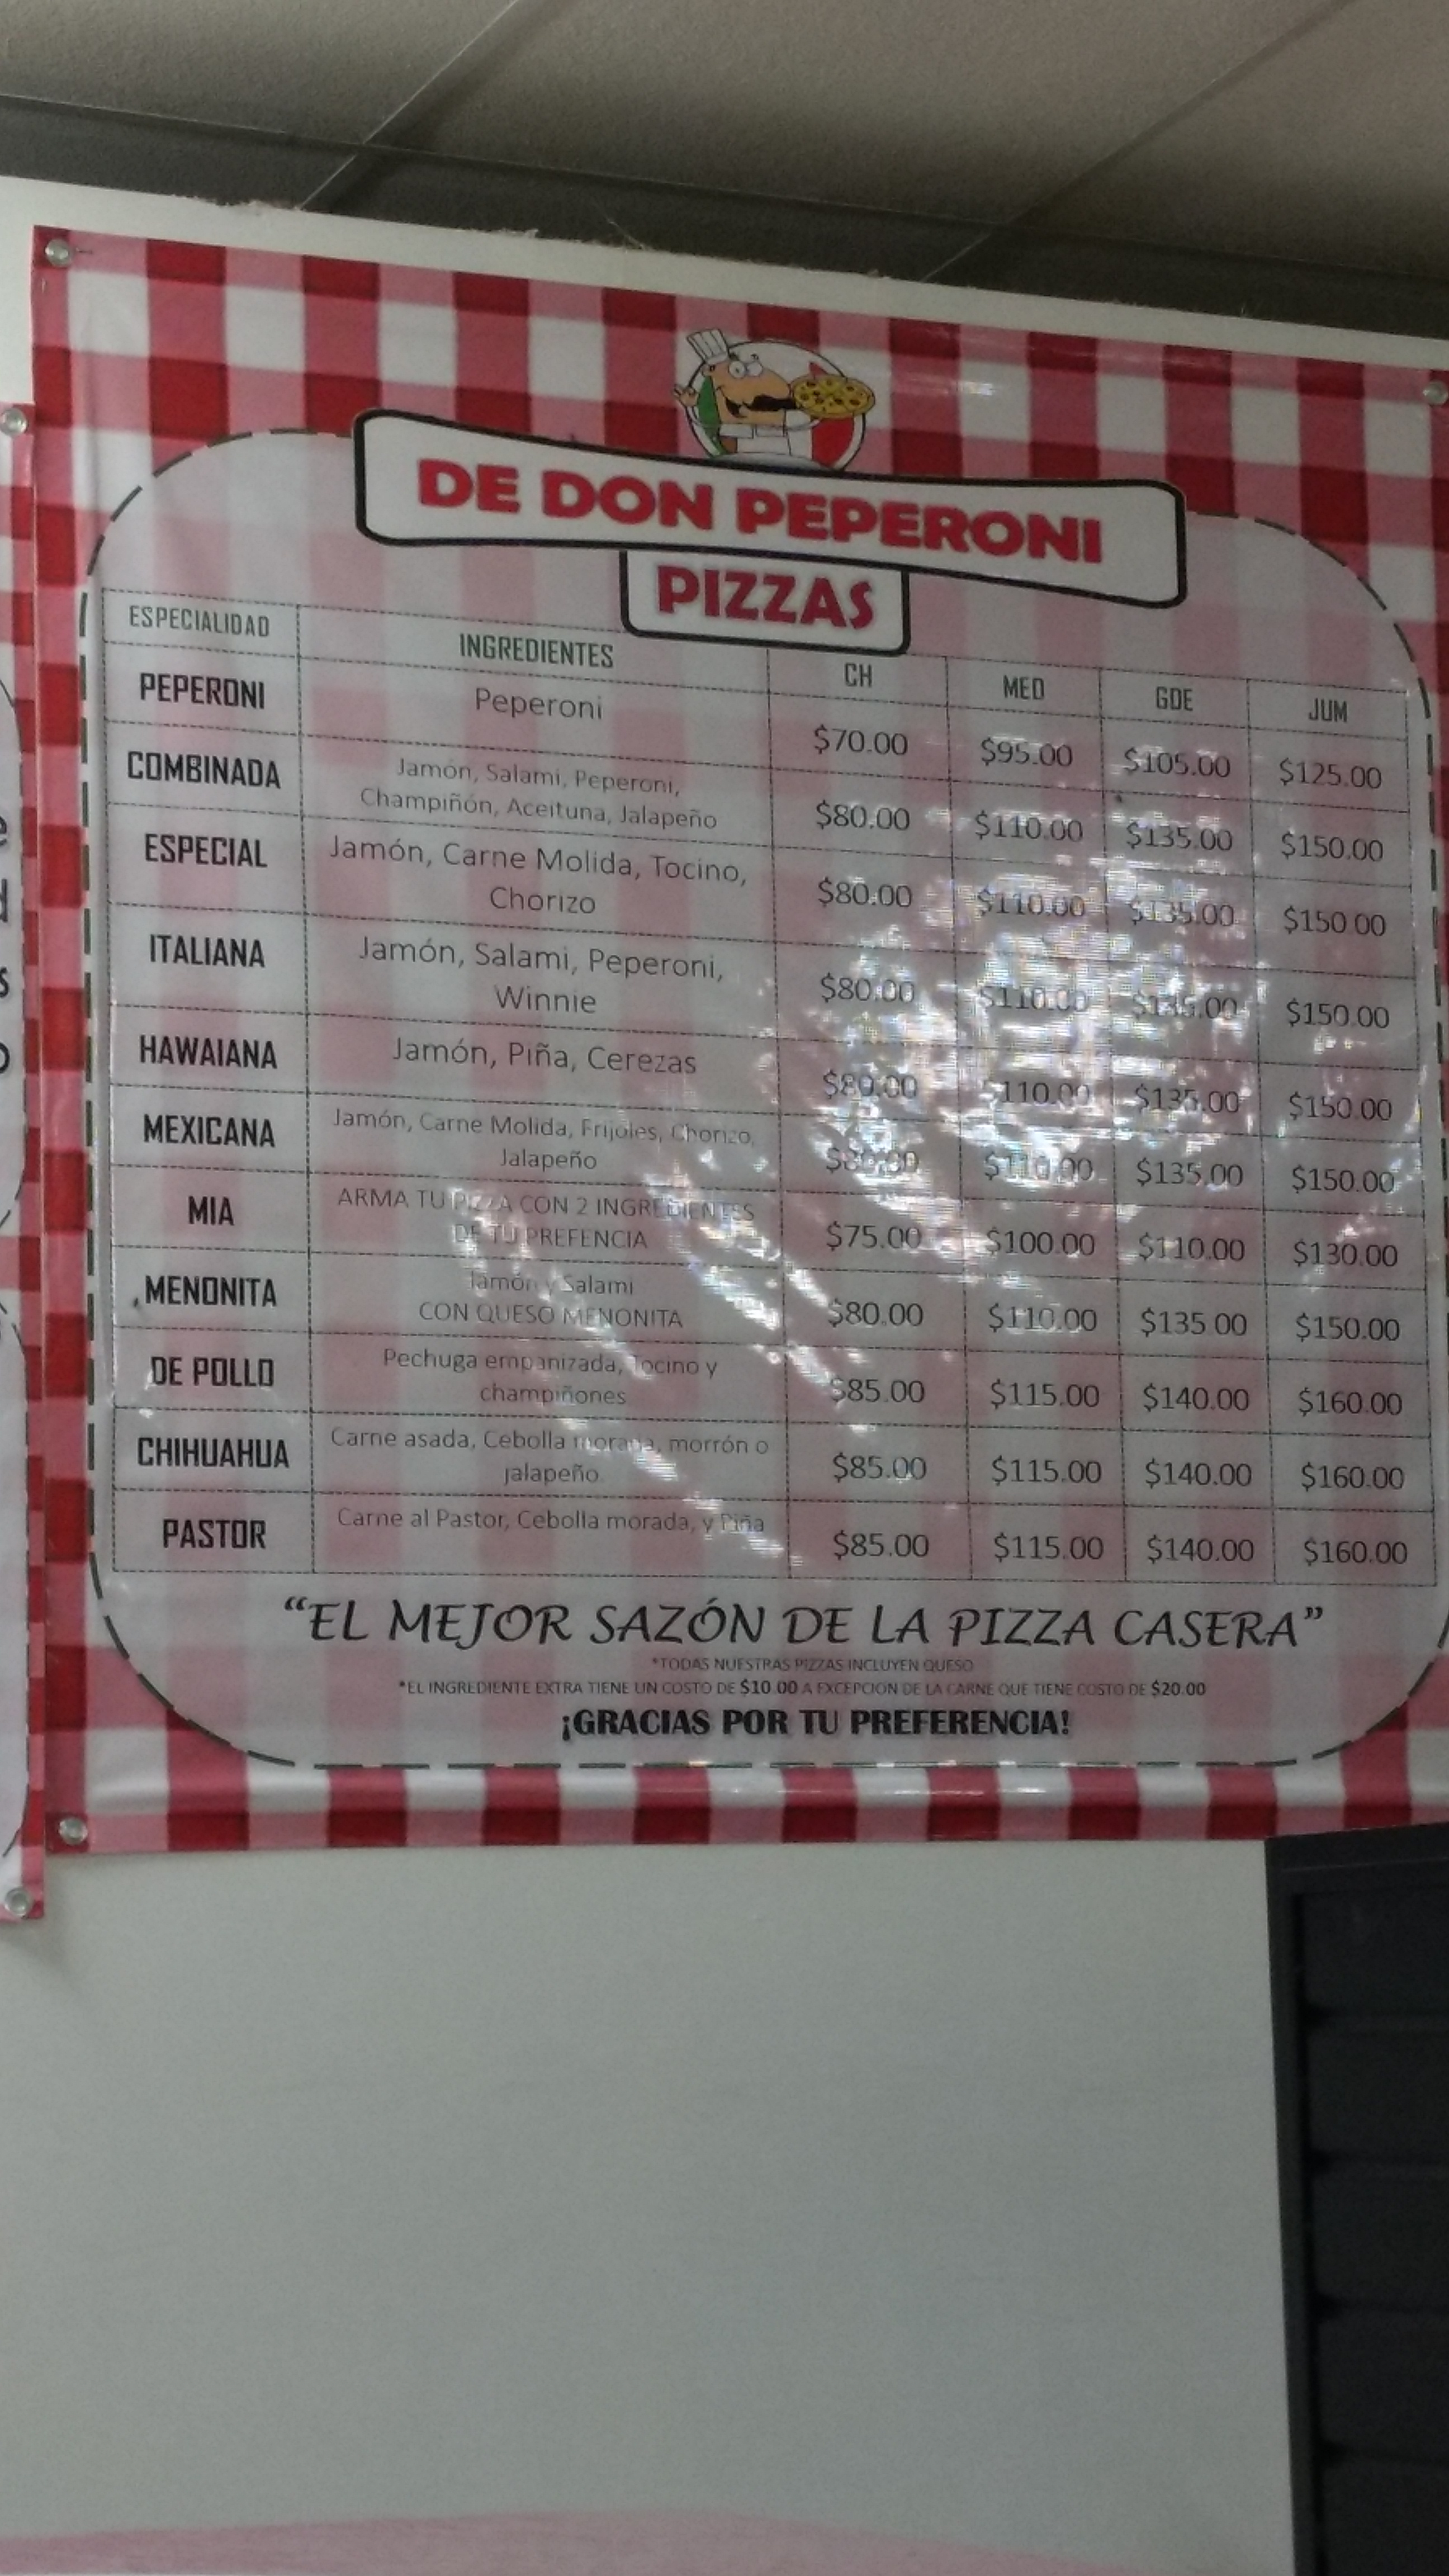 DE DON PEPERONI
PIZZAS
ESPECIALIDAD INGREDIENTES CH MED GDE JUM
PEPERONI Peperoni $70.00 $95.00 $105.00 $125.00
COMBINADA Jamón, Salami, Peperoni,
Champiñón, Aceituna, Jalapeño $80.00 $110.00 $135.00 $150.00
ESPECIAL Jamón, Carne Molida, Tocino,
Chorizo $80.00 $110.00 $135.00 $150.00
ITALIANA Jamón, Salami, Peperoni,
Winnie $80.00 $110.00 $135.00 $150.00
HAWAIANA Jamón, Piña, Cerezas $80.00 $110.00 $135.00 $150.00
MEXICANA Jamón, Carne Molida, Frijoles, Chorizo,
Jalapeño $80.00 $110.00 $135.00 $150.00
MIA ARMA TU PIZZA CON 2 INGREDIENTES
DE TU PREFENCIA $75.00 $100.00 $110.00 $130.00
MENONITA Jamón y Salami
CON QUESO MENONITA $80.00 $110.00 $135.00 $150.00
DE POLLO Pechuga empanizada, Tocino y
champiñones $85.00 $115.00 $140.00 $160.00
CHIHUAHUA Carne asada, Cebolla morada, morrón o
jalapeño $85.00 $115.00 $140.00 $160.00
PASTOR Carne al Pastor, Cebolla morada, y Piña $85.00 $115.00 $140.00 $160.00
"EL MEJOR SAZÓN DE LA PIZZA CASERA"
*TODAS NUESTRAS PIZZAS INCLUYEN QUESO
*EL INGREDIENTE EXTRA TIENE UN COSTO DE $10.00 A EXCEPCION DE LA CARNE QUE TIENE COSTO DE $20.00
¡GRACIAS POR TU PREFERENCIA!